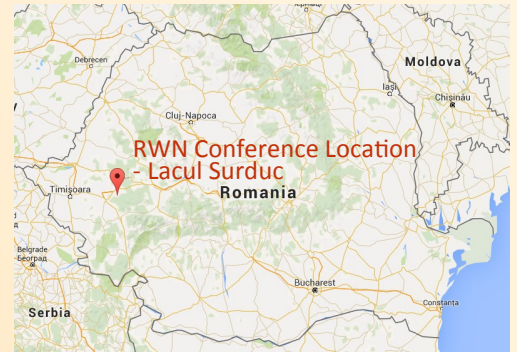 Debrecen
Moldova
Iași
Chișinău
Cluj-Napoca
RWN Conference Location
- Lacul Surduc
Timișoara
Romania
Belgrade
Београд
Bucharest
Constanța
Serbia